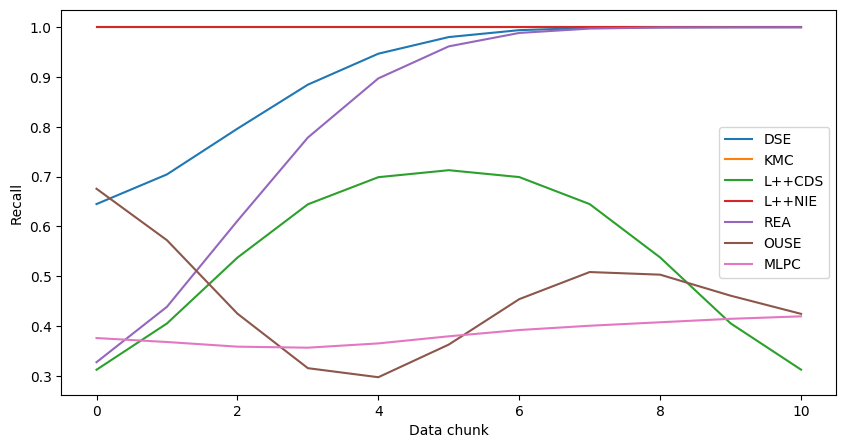 1.0
0.9
0.8
0.7
0.6
0.5
0.4
0.3
Recall
0
2
4
6
8
10
Data chunk
DSE
KMC
L++CDS
L++NIE
REA
OUSE
MLPC